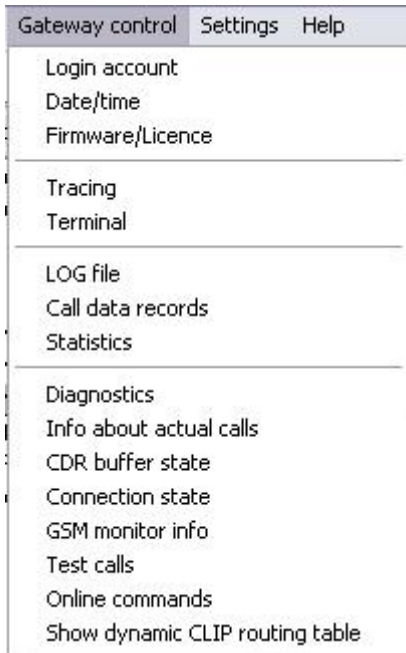 Gateway control Settings Help
Login account
Date/time
Firmware/Licence
Tracing
Terminal
LOG file
Call data records
Statistics
Diagnostics
Info about actual calls
CDR buffer state
Connection state
GSM monitor info
Test calls
Online commands
Show dynamic CLIP routing table